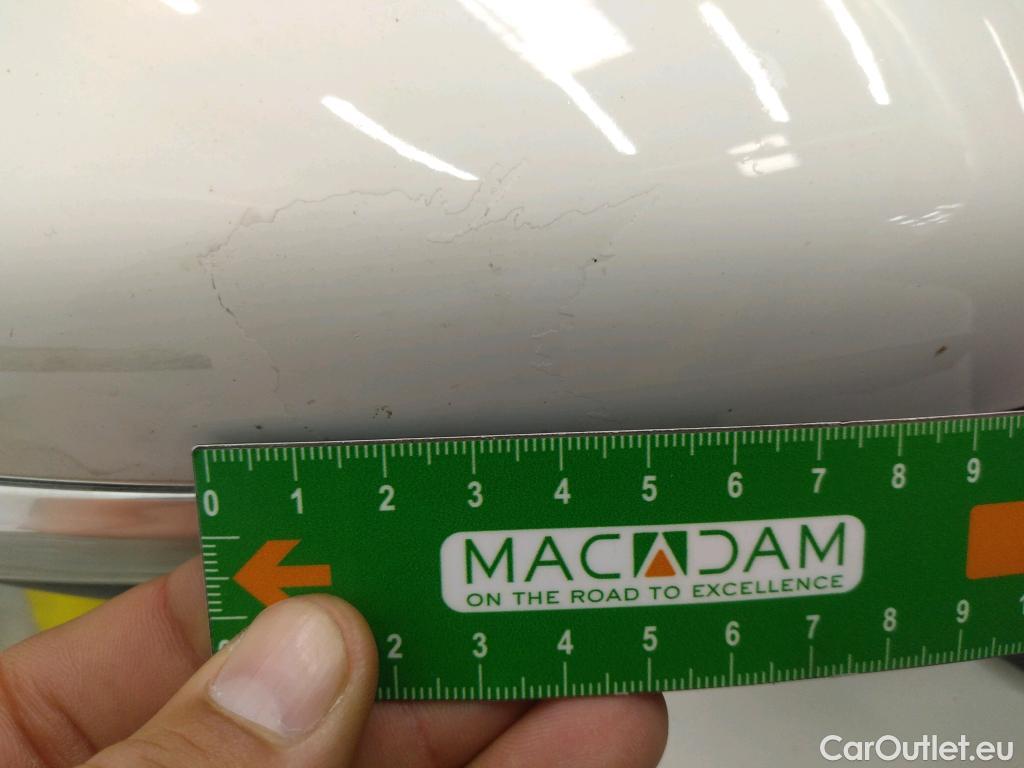 0 1 2 3 4 5 6 7 8 9
MACADAM
ON THE ROAD TO EXCELLENCE
2 3 4 5 6 7 8 9
CarOutlet.eu